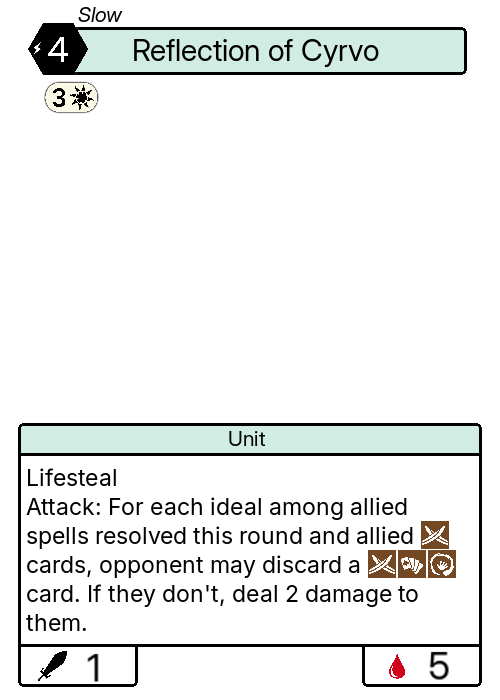 Slow
4
Reflection of Cyrvo
3
Unit
Lifesteal
Attack: For each ideal among allied
spells resolved this round and allied
cards, opponent may discard a
card. If they don't, deal 2 damage to
them.
1
5